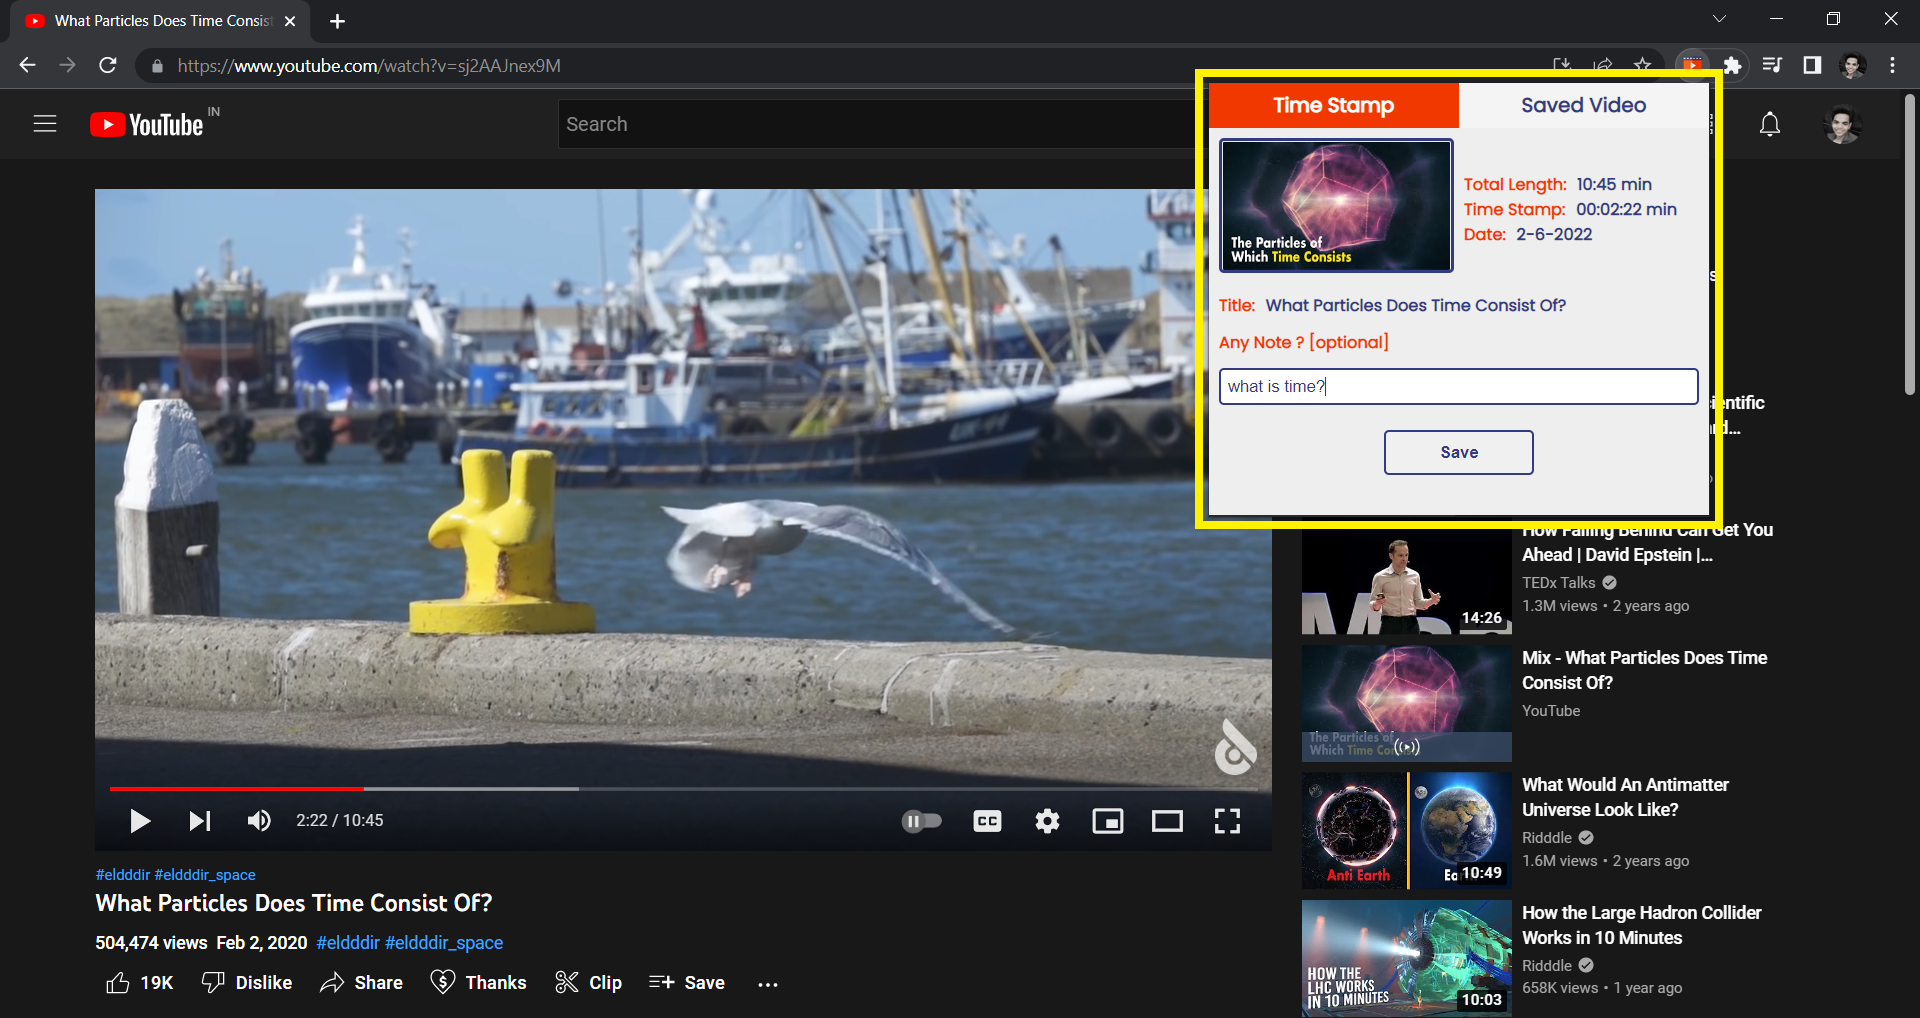 What Particles Does Time Consist
https://www.youtube.com/watch?v=sj2AAJnex9M
YouTube IN
Search
Time Stamp
Saved Video
The Particles of
Which Time Consists
Total Length: 10:45 min
Time Stamp: 00:02:22 min
Date: 2-6-2022
Title: What Particles Does Time Consist Of?
Any Note ? [optional]
what is time?
Save
2:22 / 10:45
CC
#eldddir #eldddir_space
What Particles Does Time Consist Of?
504,474 views Feb 2, 2020 #eldddir #eldddir_space
19K
Dislike
Share
Thanks
Clip
Save
How Falling Behind Can Get You
Ahead | David Epstein |...
TEDx Talks
1.3M views • 2 years ago
14:26
Mix - What Particles Does Time
Consist Of?
YouTube
The Particles of
Which Time
What Would An Antimatter
Universe Look Like?
Ridddle
1.6M views • 2 years ago
Anti Earth
10:49
How the Large Hadron Collider
Works in 10 Minutes
Ridddle
658K views • 1 year ago
HOW THE
LHC WORKS
IN 10 MINUTES
10:03